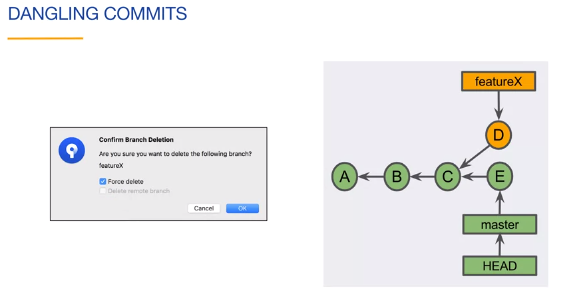 DANGLING COMMITS
Confirm Branch Deletion
Are you sure you want to delete the following branch?
featureX
Force delete
Delete remote branch
Cancel
OK
featureX
D
A
B
C
E
master
HEAD